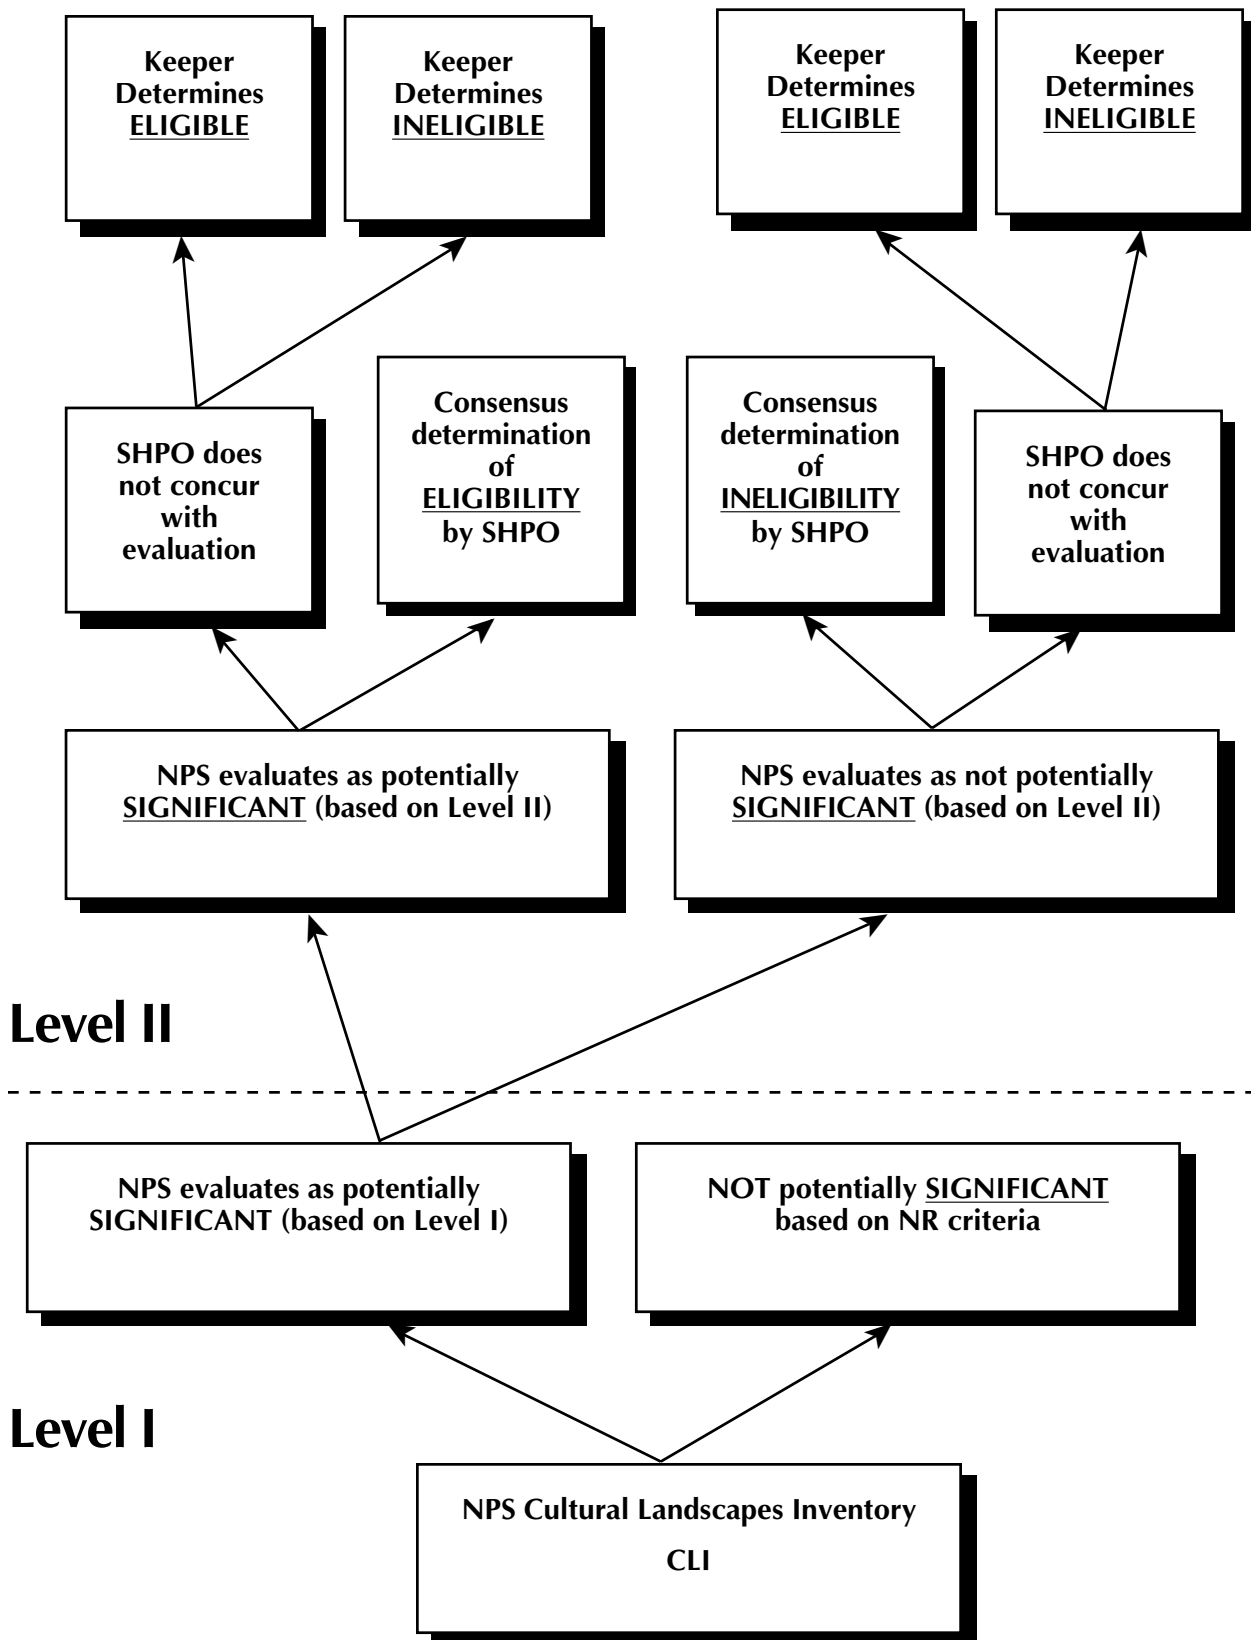 Keeper
Determines
ELIGIBLE
Keeper
Determines
INELIGIBLE
Keeper
Determines
ELIGIBLE
Keeper
Determines
INELIGIBLE
SHPO does
not concur
with
evaluation
Consensus
determination
of
ELIGIBILITY
by SHPO
Consensus
determination
of
INELIGIBILITY
by SHPO
SHPO does
not concur
with
evaluation
NPS evaluates as potentially
SIGNIFICANT (based on Level II)
NPS evaluates as not potentially
SIGNIFICANT (based on Level II)
Level II
NPS evaluates as potentially
SIGNIFICANT (based on Level I)
NOT potentially SIGNIFICANT
based on NR criteria
Level I
NPS Cultural Landscapes Inventory
CLI